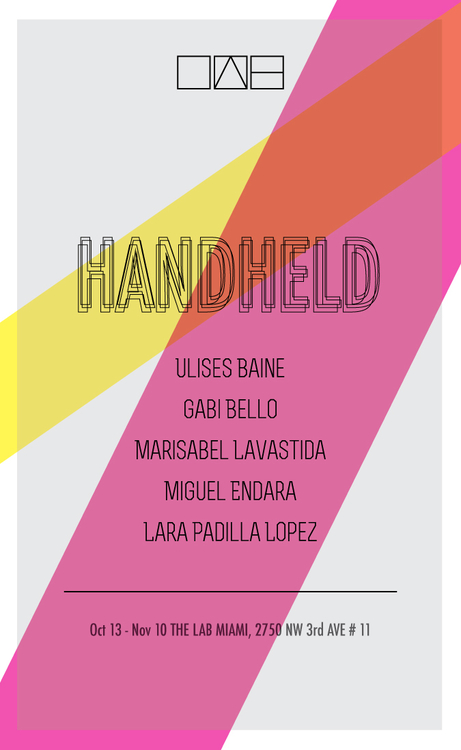 HANDHELD
ULISES BAINE
GABI BELLO
MARISABEL LAVASTIDA
MIGUEL ENDARA
LARA PADILLA LOPEZ
Oct 13 - Nov 10 THE LAB MIAMI, 2750 NW 3rd AVE # 11